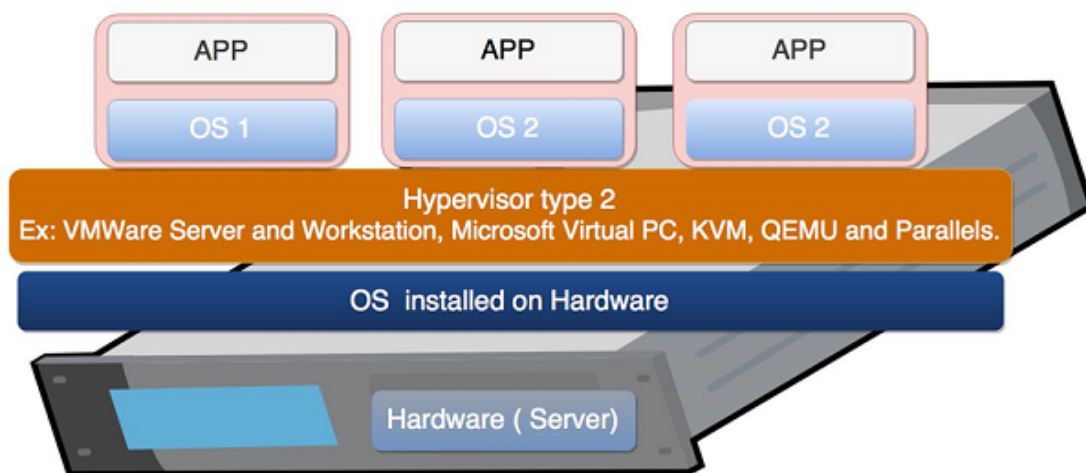 APP
APP
APP
OS 1
OS 2
OS 2
Hypervisor type 2
Ex: VMWare Server and Workstation, Microsoft Virtual PC, KVM, QEMU and Parallels.
OS installed on Hardware
Hardware ( Server)